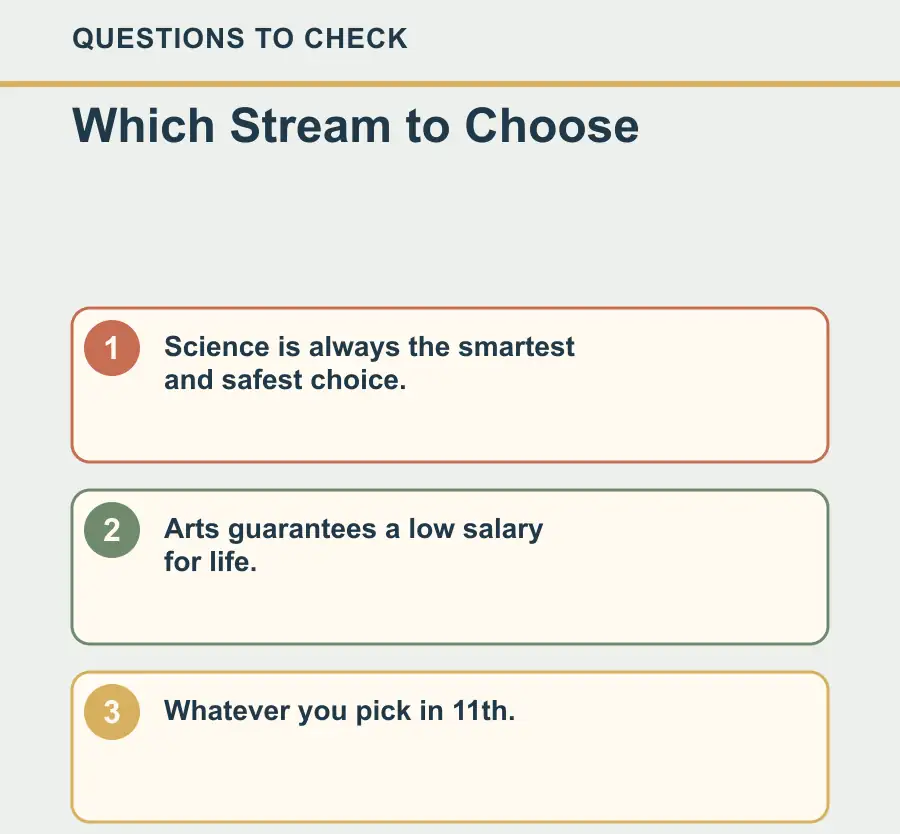 QUESTIONS TO CHECK
Which Stream to Choose
1
Science is always the smartest
and safest choice.
2
Arts guarantees a low salary
for life.
3
Whatever you pick in 11th.